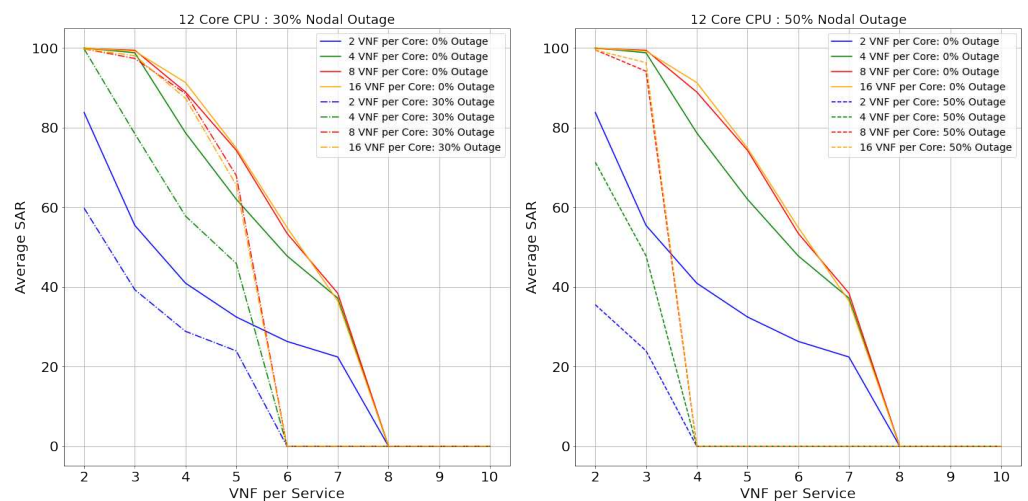 12 Core CPU : 30% Nodal Outage
100
80
60
40
20
0
Average SAR
2 VNF per Core: 0% Outage
4 VNF per Core: 0% Outage
8 VNF per Core: 0% Outage
16 VNF per Core: 0% Outage
2 VNF per Core: 30% Outage
4 VNF per Core: 30% Outage
8 VNF per Core: 30% Outage
16 VNF per Core: 30% Outage
2 3 4 5 6 7 8 9 10
VNF per Service
12 Core CPU : 50% Nodal Outage
100
80
60
40
20
0
Average SAR
2 VNF per Core: 0% Outage
4 VNF per Core: 0% Outage
8 VNF per Core: 0% Outage
16 VNF per Core: 0% Outage
2 VNF per Core: 50% Outage
4 VNF per Core: 50% Outage
8 VNF per Core: 50% Outage
16 VNF per Core: 50% Outage
2 3 4 5 6 7 8 9 10
VNF per Service